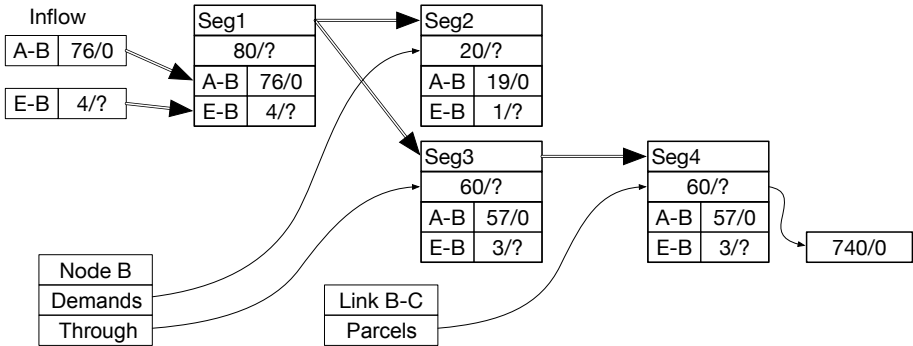 Inflow
A-B 76/0
E-B 4/?
Seg1
80/?
A-B 76/0
E-B 4/?
Seg2
20/?
A-B 19/0
E-B 1/?
Seg3
60/?
A-B 57/0
E-B 3/?
Seg4
60/?
A-B 57/0
E-B 3/?
740/0
Node B
Demands
Through
Link B-C
Parcels